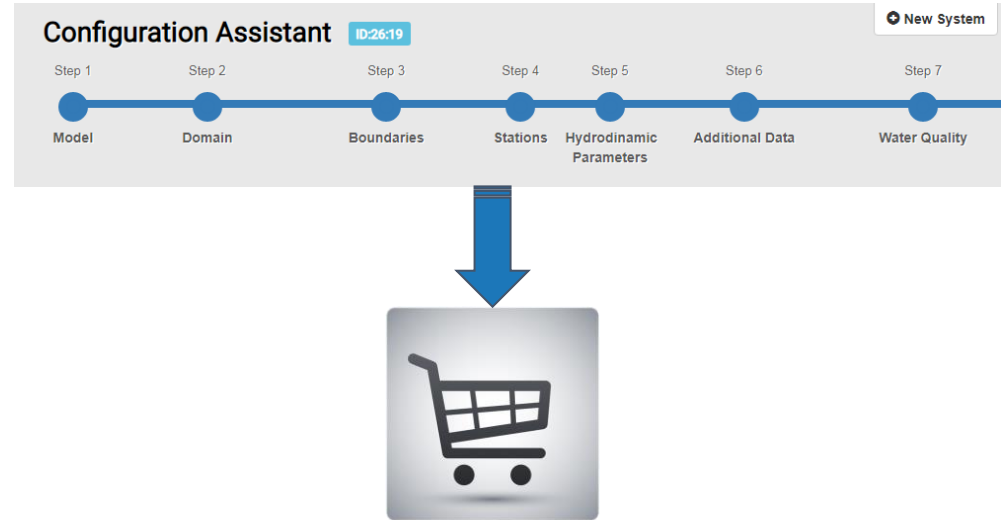 Configuration Assistant ID:26:19
New System
Step 1 Step 2 Step 3 Step 4 Step 5 Step 6 Step 7
Model Domain Boundaries Stations Hydrodinamic Additional Data Water Quality
Parameters